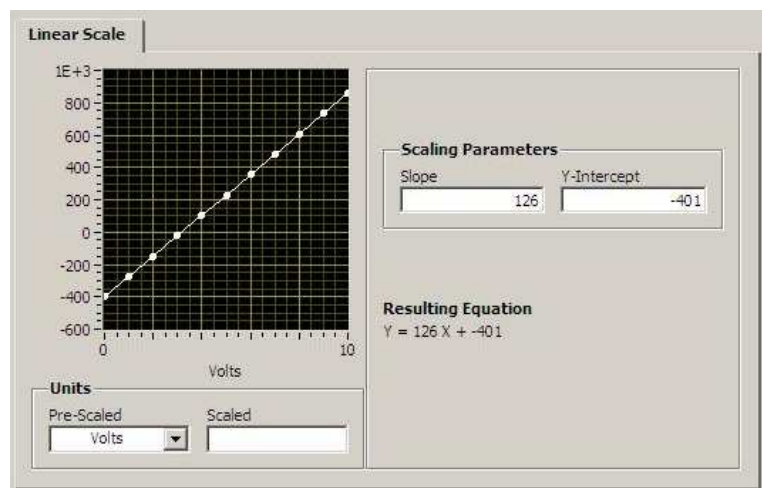 Linear Scale
1E+3
800
600
400
200
0
-200
-400
-600
0 10
Volts
Units
Pre-Scaled Scaled
Volts
Scaling Parameters
Slope Y-Intercept
126 -401
Resulting Equation
Y = 126 X + -401